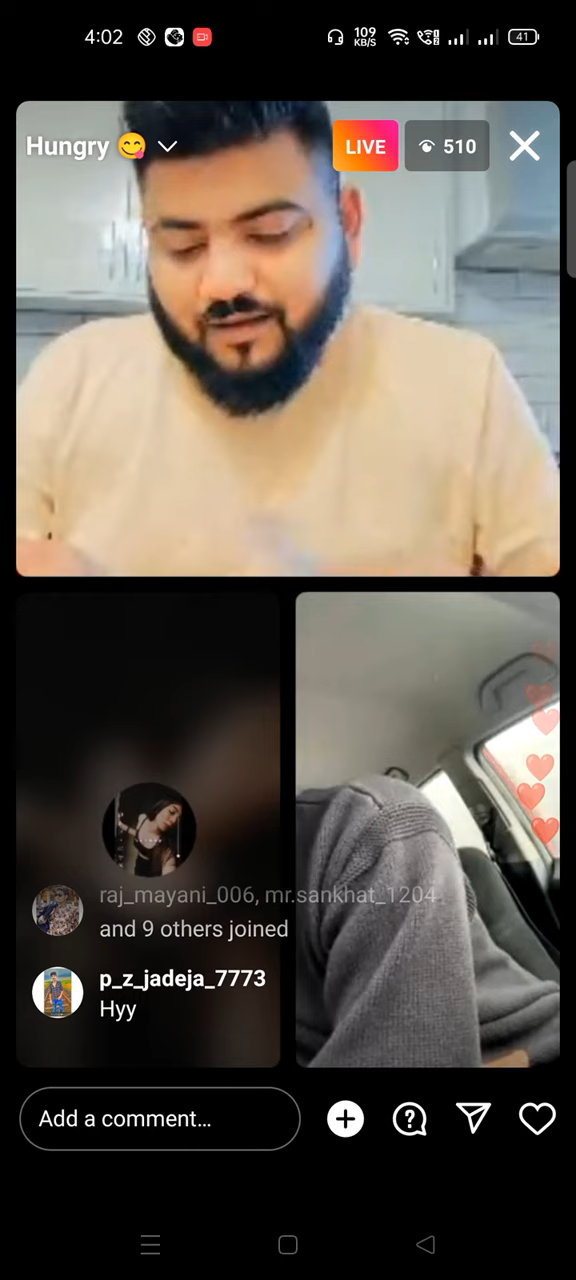 4:02
109
KB/S
41
Hungry 😋
LIVE
510
raj_mayani_006, mr.sankhat_1204
and 9 others joined
p_z_jadeja_7773
Hyy
Add a comment...